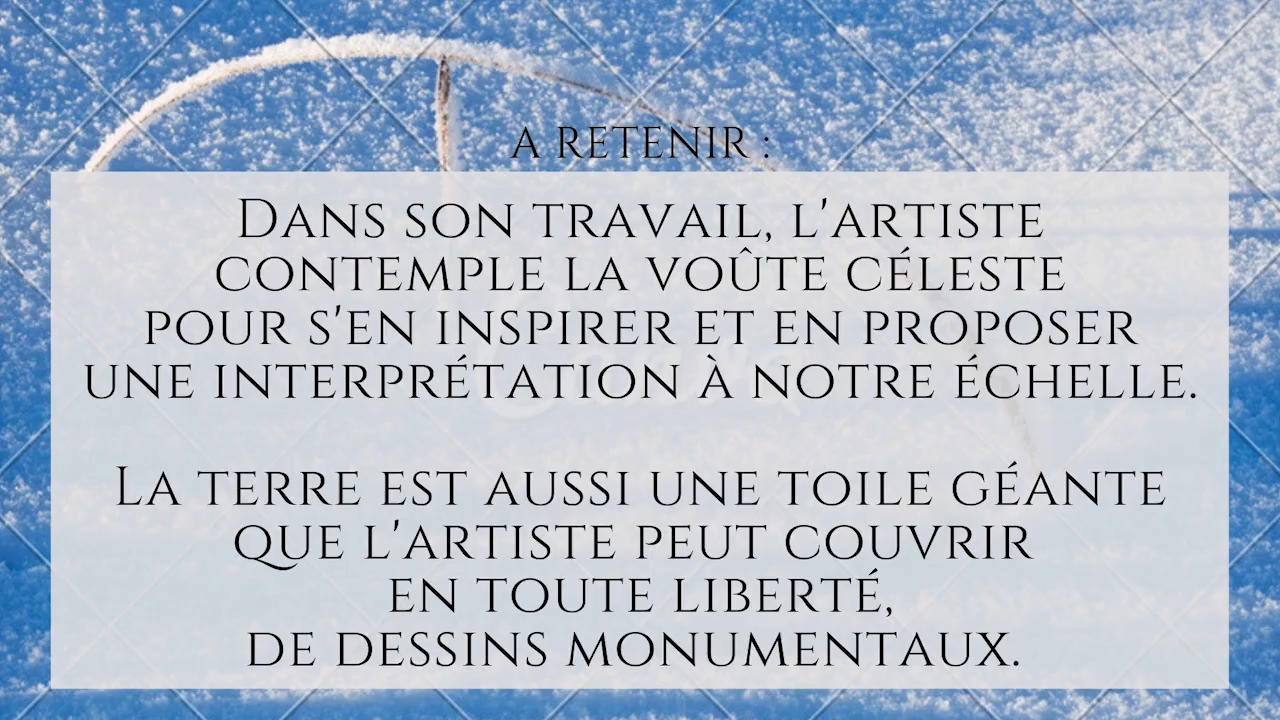 A RETENIR :
Dans son travail, l'artiste
contemple la voûte céleste
pour s'en inspirer et en proposer
une interprétation à notre échelle.
La terre est aussi une toile géante
que l'artiste peut couvrir
en toute liberté,
de dessins monumentaux.